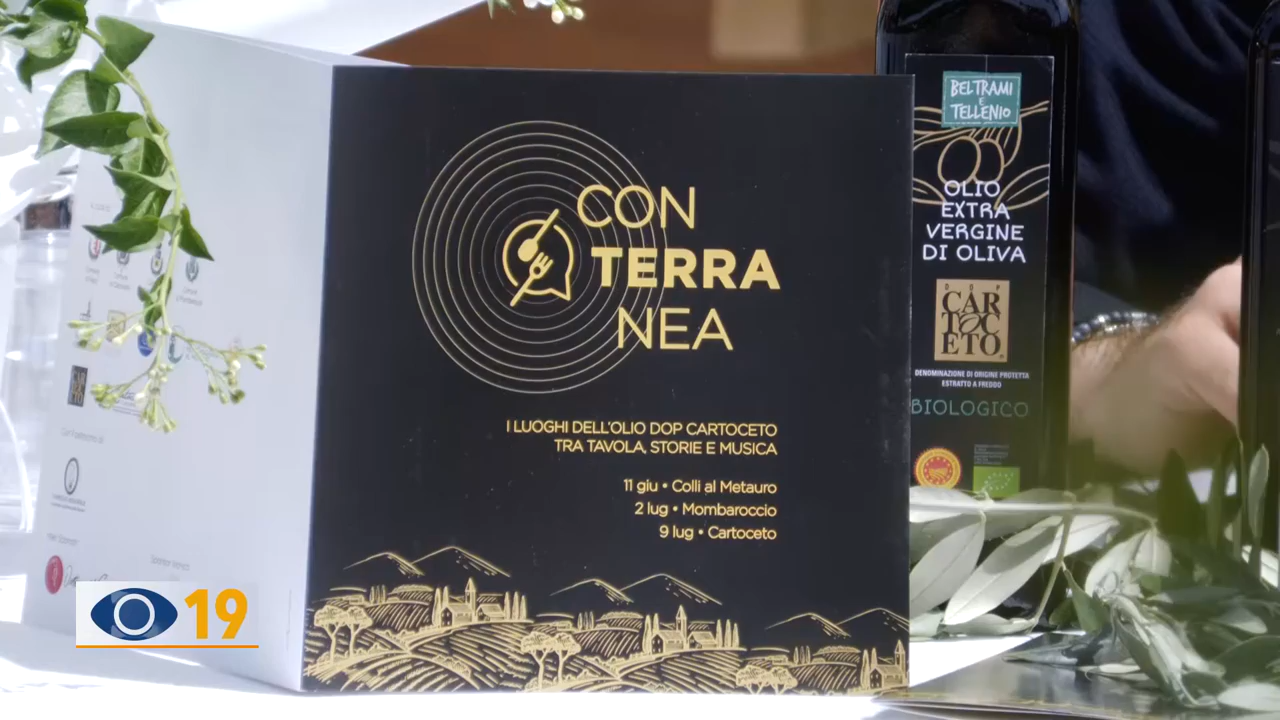 CON
TERRA
NEA
I LUOGHI DELL'OLIO DOP CARTOCETO
TRA TAVOLA, STORIE E MUSICA
11 giu • Colli al Metauro
2 lug • Mombaroccio
9 lug • Cartoceto
BELTRAMI
E
TELLENIO
OLIO
EXTRA
VERGINE
DI OLIVA
DOP
CAR
TOC
ETO
DENOMINAZIONE DI ORIGINE PROTETTA
ESTRATTO A FREDDO
BIOLOGICO
19